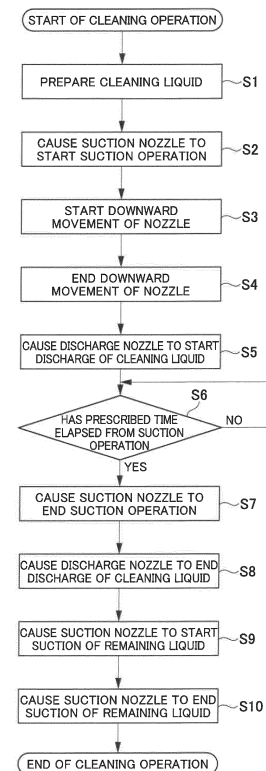 START OF CLEANING OPERATION
PREPARE CLEANING LIQUID
S1
CAUSE SUCTION NOZZLE TO
START SUCTION OPERATION
S2
START DOWNWARD
MOVEMENT OF NOZZLE
S3
END DOWNWARD
MOVEMENT OF NOZZLE
S4
CAUSE DISCHARGE NOZZLE TO START
DISCHARGE OF CLEANING LIQUID
S5
S6
HAS PRESCRIBED TIME
ELAPSED FROM SUCTION
OPERATION
NO
YES
CAUSE SUCTION NOZZLE TO
END SUCTION OPERATION
S7
CAUSE DISCHARGE NOZZLE TO END
DISCHARGE OF CLEANING LIQUID
S8
CAUSE SUCTION NOZZLE TO START
SUCTION OF REMAINING LIQUID
S9
CAUSE SUCTION NOZZLE TO END
SUCTION OF REMAINING LIQUID
S10
END OF CLEANING OPERATION